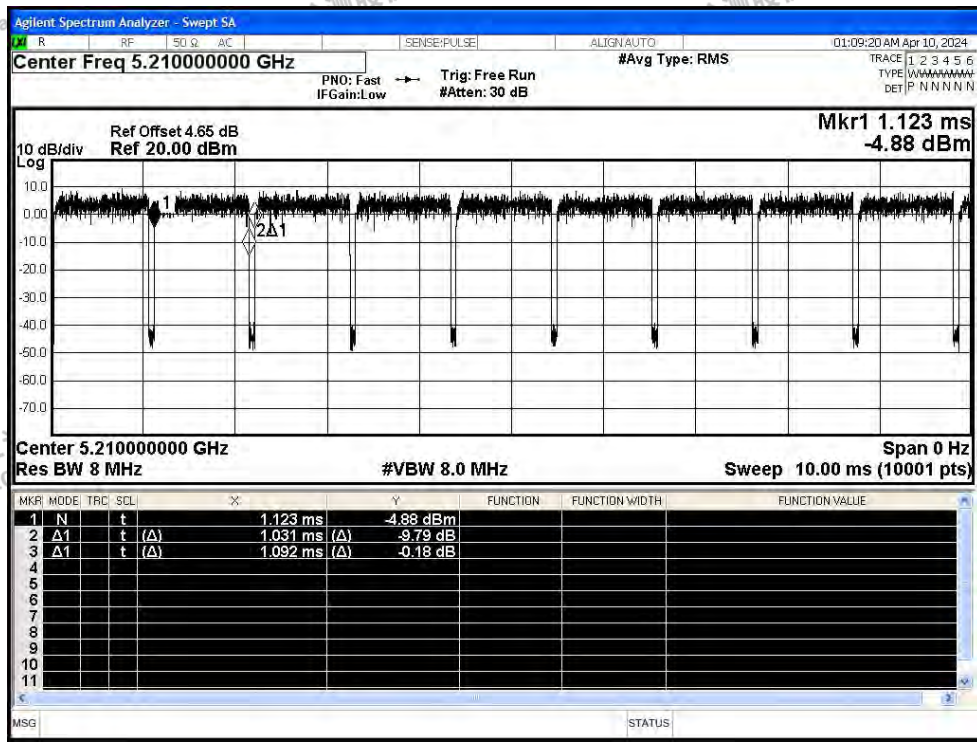 Agilent Spectrum Analyzer - Swept SA
LXI R RF 50 Ω AC SENSE:PULSE ALIGN AUTO 01:09:20 AM Apr 10, 2024
Center Freq 5.210000000 GHz #Avg Type: RMS TRACE 1 2 3 4 5 6
PNO: Fast Trig: Free Run TYPE WWWWWW
IFGain:Low #Atten: 30 dB DET P N N N N N
Mkr1 1.123 ms
-4.88 dBm
Ref Offset 4.65 dB
10 dB/div Ref 20.00 dBm
Log
10.0
0.00
-10.0
-20.0
-30.0
-40.0
-50.0
-60.0
-70.0
1
2Δ1
Center 5.2100000000 GHz Span 0 Hz
Res BW 8 MHz #VBW 8.0 MHz Sweep 10.00 ms (10001 pts)
MKR MODE TRC SCL X Y FUNCTION FUNCTION WIDTH FUNCTION VALUE
1 N t 1.123 ms -4.88 dBm
2 Δ1 t (Δ) 1.031 ms (Δ) -9.79 dB
3 Δ1 t (Δ) 1.092 ms (Δ) -0.18 dB
4
5
6
7
8
9
10
11
MSG STATUS